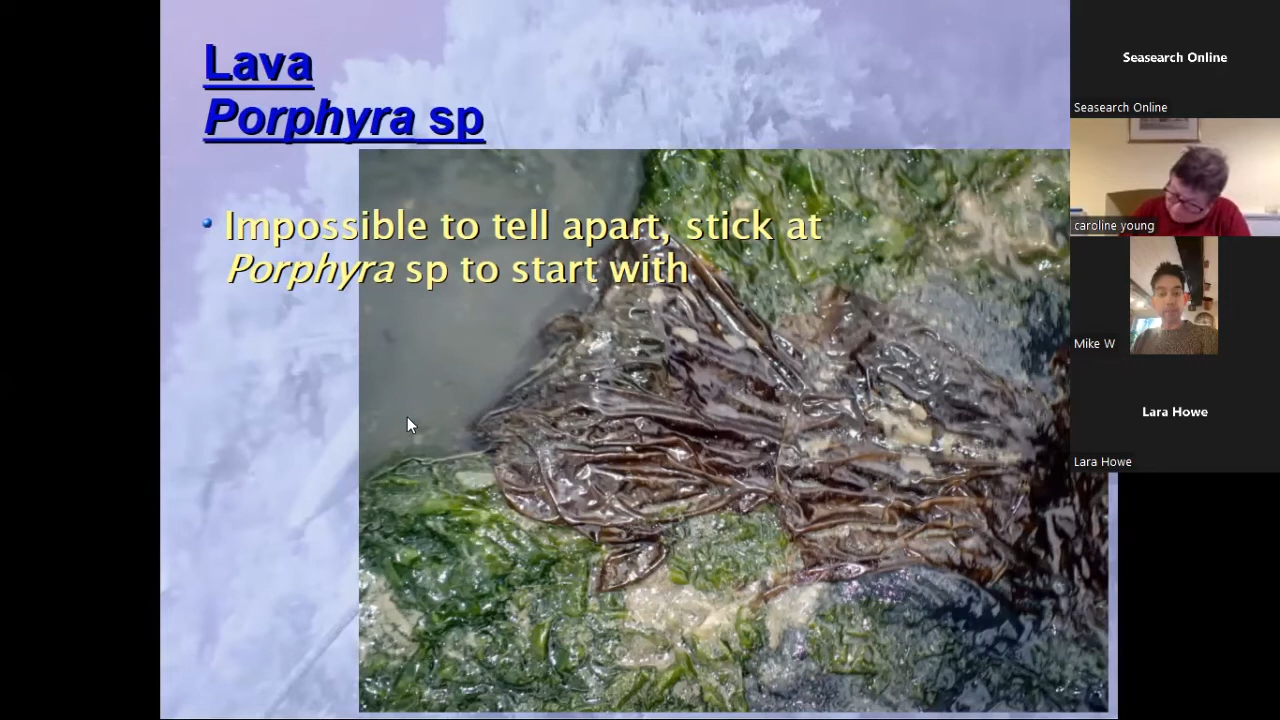 Lava
Porphyra sp
Impossible to tell apart, stick at
Porphyra sp to start with
Seasearch Online
Seasearch Online
caroline young
Mike W
Lara Howe
Lara Howe